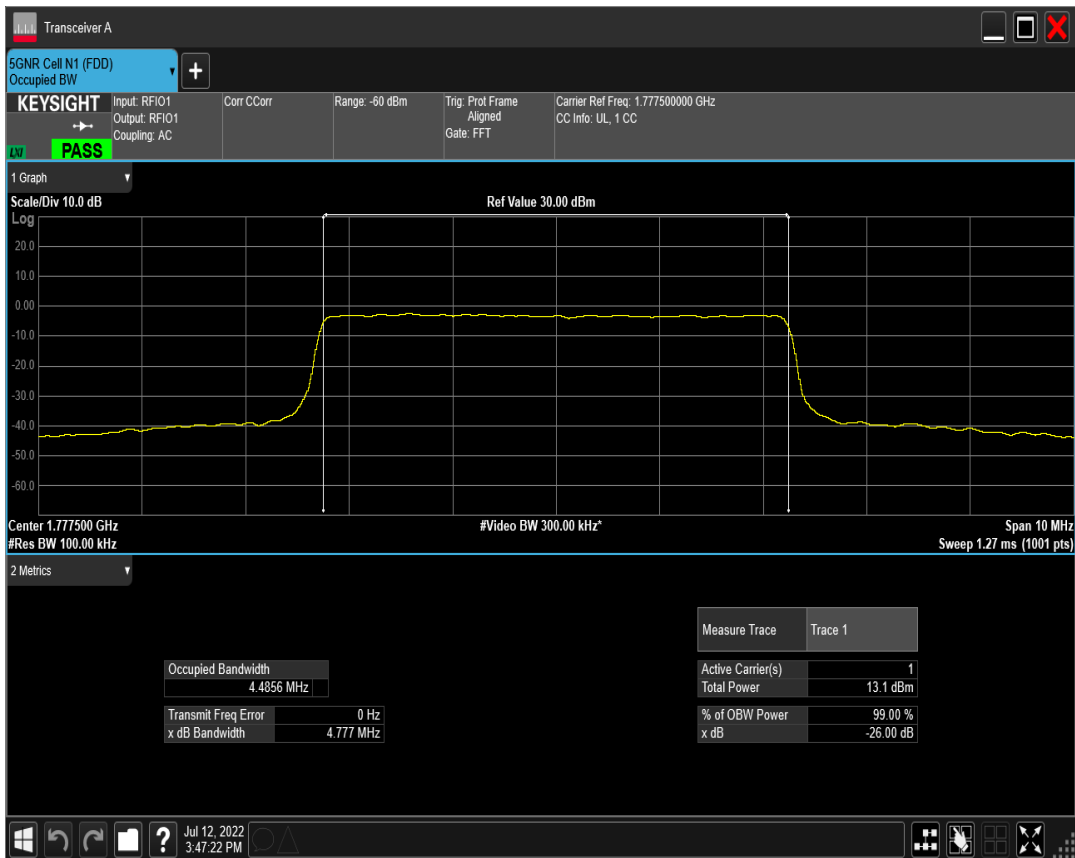 Transceiver A
5GNR Cell N1 (FDD)
Occupied BW
+
KEYSIGHT
Input: RFIO1
Output: RFIO1
Coupling: AC
Corr CCorr
Range: -60 dBm
Trig: Prot Frame
Aligned
Gate: FFT
Carrier Ref Freq: 1.777500000 GHz
CC Info: UL, 1 CC
LXI
PASS
1 Graph
Scale/Div 10.0 dB
Ref Value 30.00 dBm
Log
20.0
10.0
0.00
-10.0
-20.0
-30.0
-40.0
-50.0
-60.0
Center 1.777500 GHz
#Video BW 300.00 kHz*
Span 10 MHz
#Res BW 100.00 kHz
Sweep 1.27 ms (1001 pts)
2 Metrics
Measure Trace Trace 1
Occupied Bandwidth
4.4856 MHz
Active Carrier(s) 1
Total Power 13.1 dBm
Transmit Freq Error 0 Hz
x dB Bandwidth 4.777 MHz
% of OBW Power 99.00 %
x dB -26.00 dB
?
Jul 12, 2022
3:47:22 PM